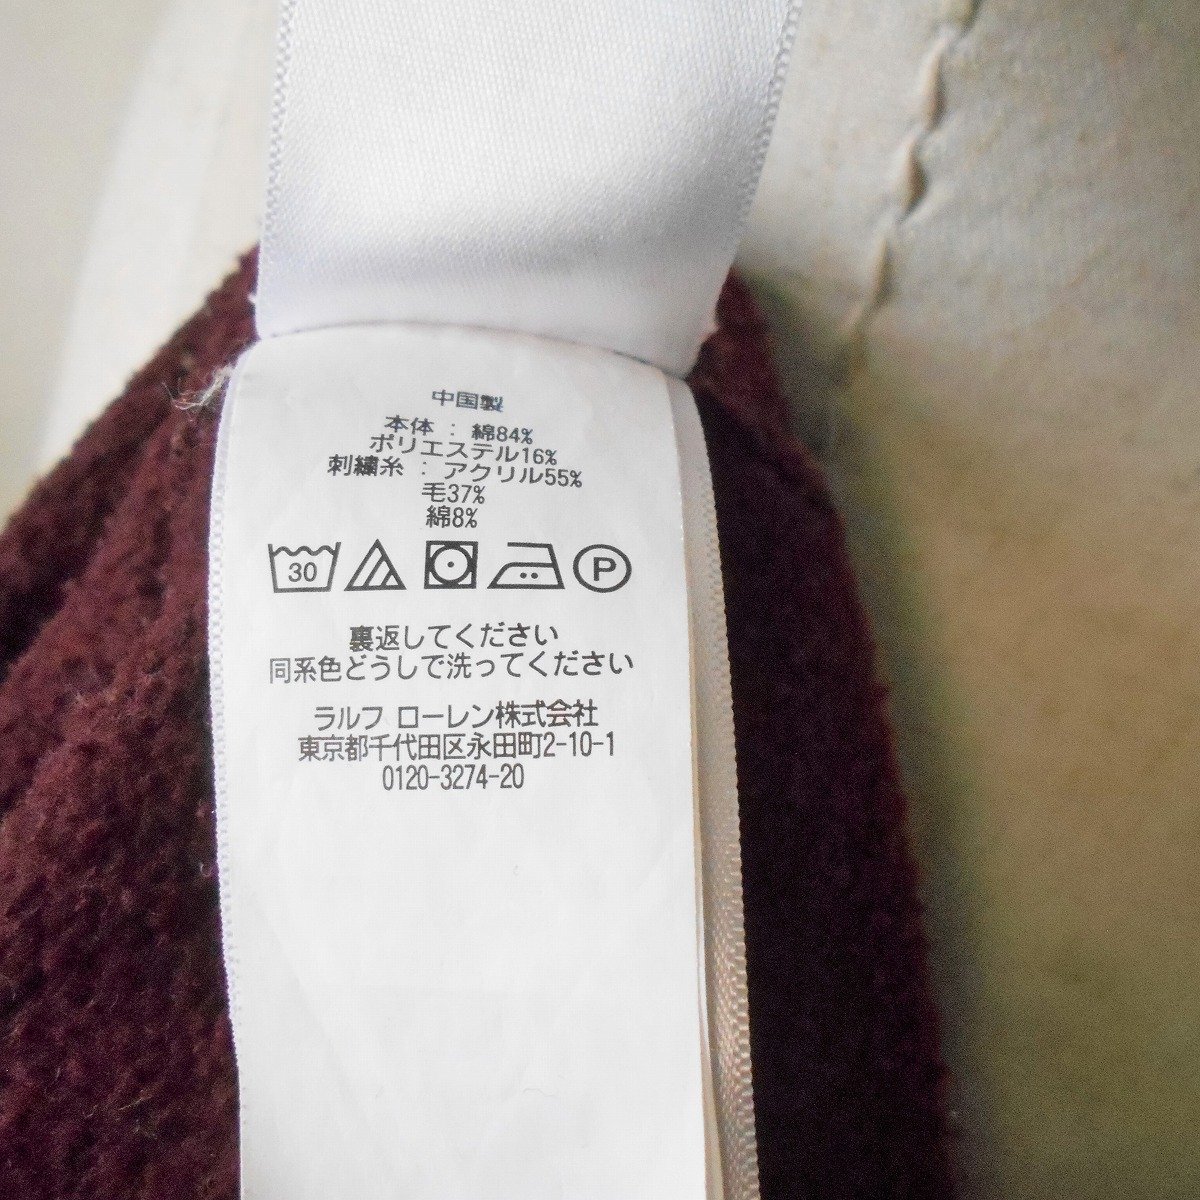 中国製
本体 : 綿84%
ポリエステル16%
刺繍糸 : アクリル55%
毛37%
綿8%
30 P
裏返してください
同系色どうしで洗ってください
ラルフ ローレン株式会社
東京都千代田区永田町2-10-1
0120-3274-20